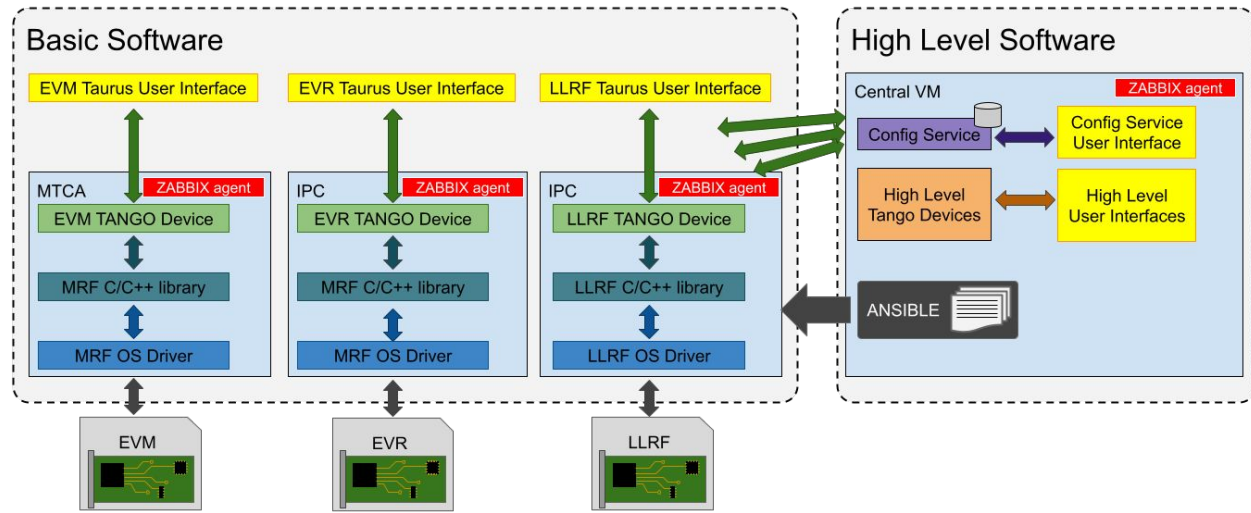 Basic Software
EVM Taurus User Interface
EVR Taurus User Interface
LLRF Taurus User Interface
MTCA
ZABBIX agent
EVM TANGO Device
MRF C/C++ library
MRF OS Driver
IPC
ZABBIX agent
EVR TANGO Device
MRF C/C++ library
MRF OS Driver
IPC
ZABBIX agent
LLRF TANGO Device
LLRF C/C++ library
LLRF OS Driver
EVM
EVR
LLRF
High Level Software
Central VM
ZABBIX agent
Config Service
Config Service
User Interface
High Level
Tango Devices
High Level
User Interfaces
ANSIBLE